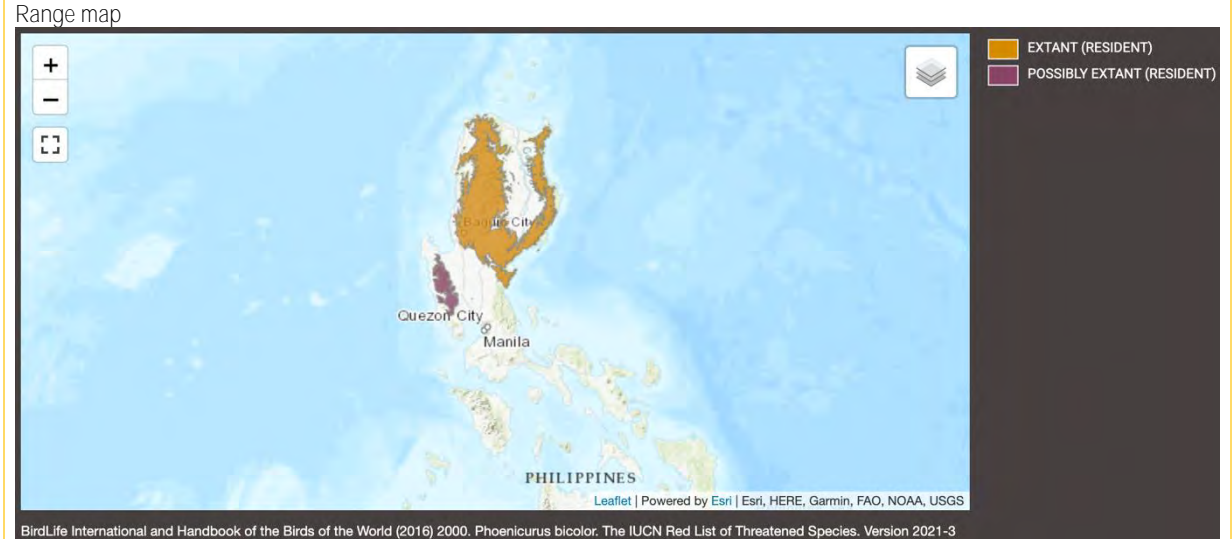 Range map
+
EXTANT (RESIDENT)
POSSIBLY EXTANT (RESIDENT)
−
Baguio City
Quezon City
Manila
PHILIPPINES
Leaflet | Powered by Esri | Esri, HERE, Garmin, FAO, NOAA, USGS
BirdLife International and Handbook of the Birds of the World (2016) 2000. Phoenicurus bicolor. The IUCN Red List of Threatened Species. Version 2021-3